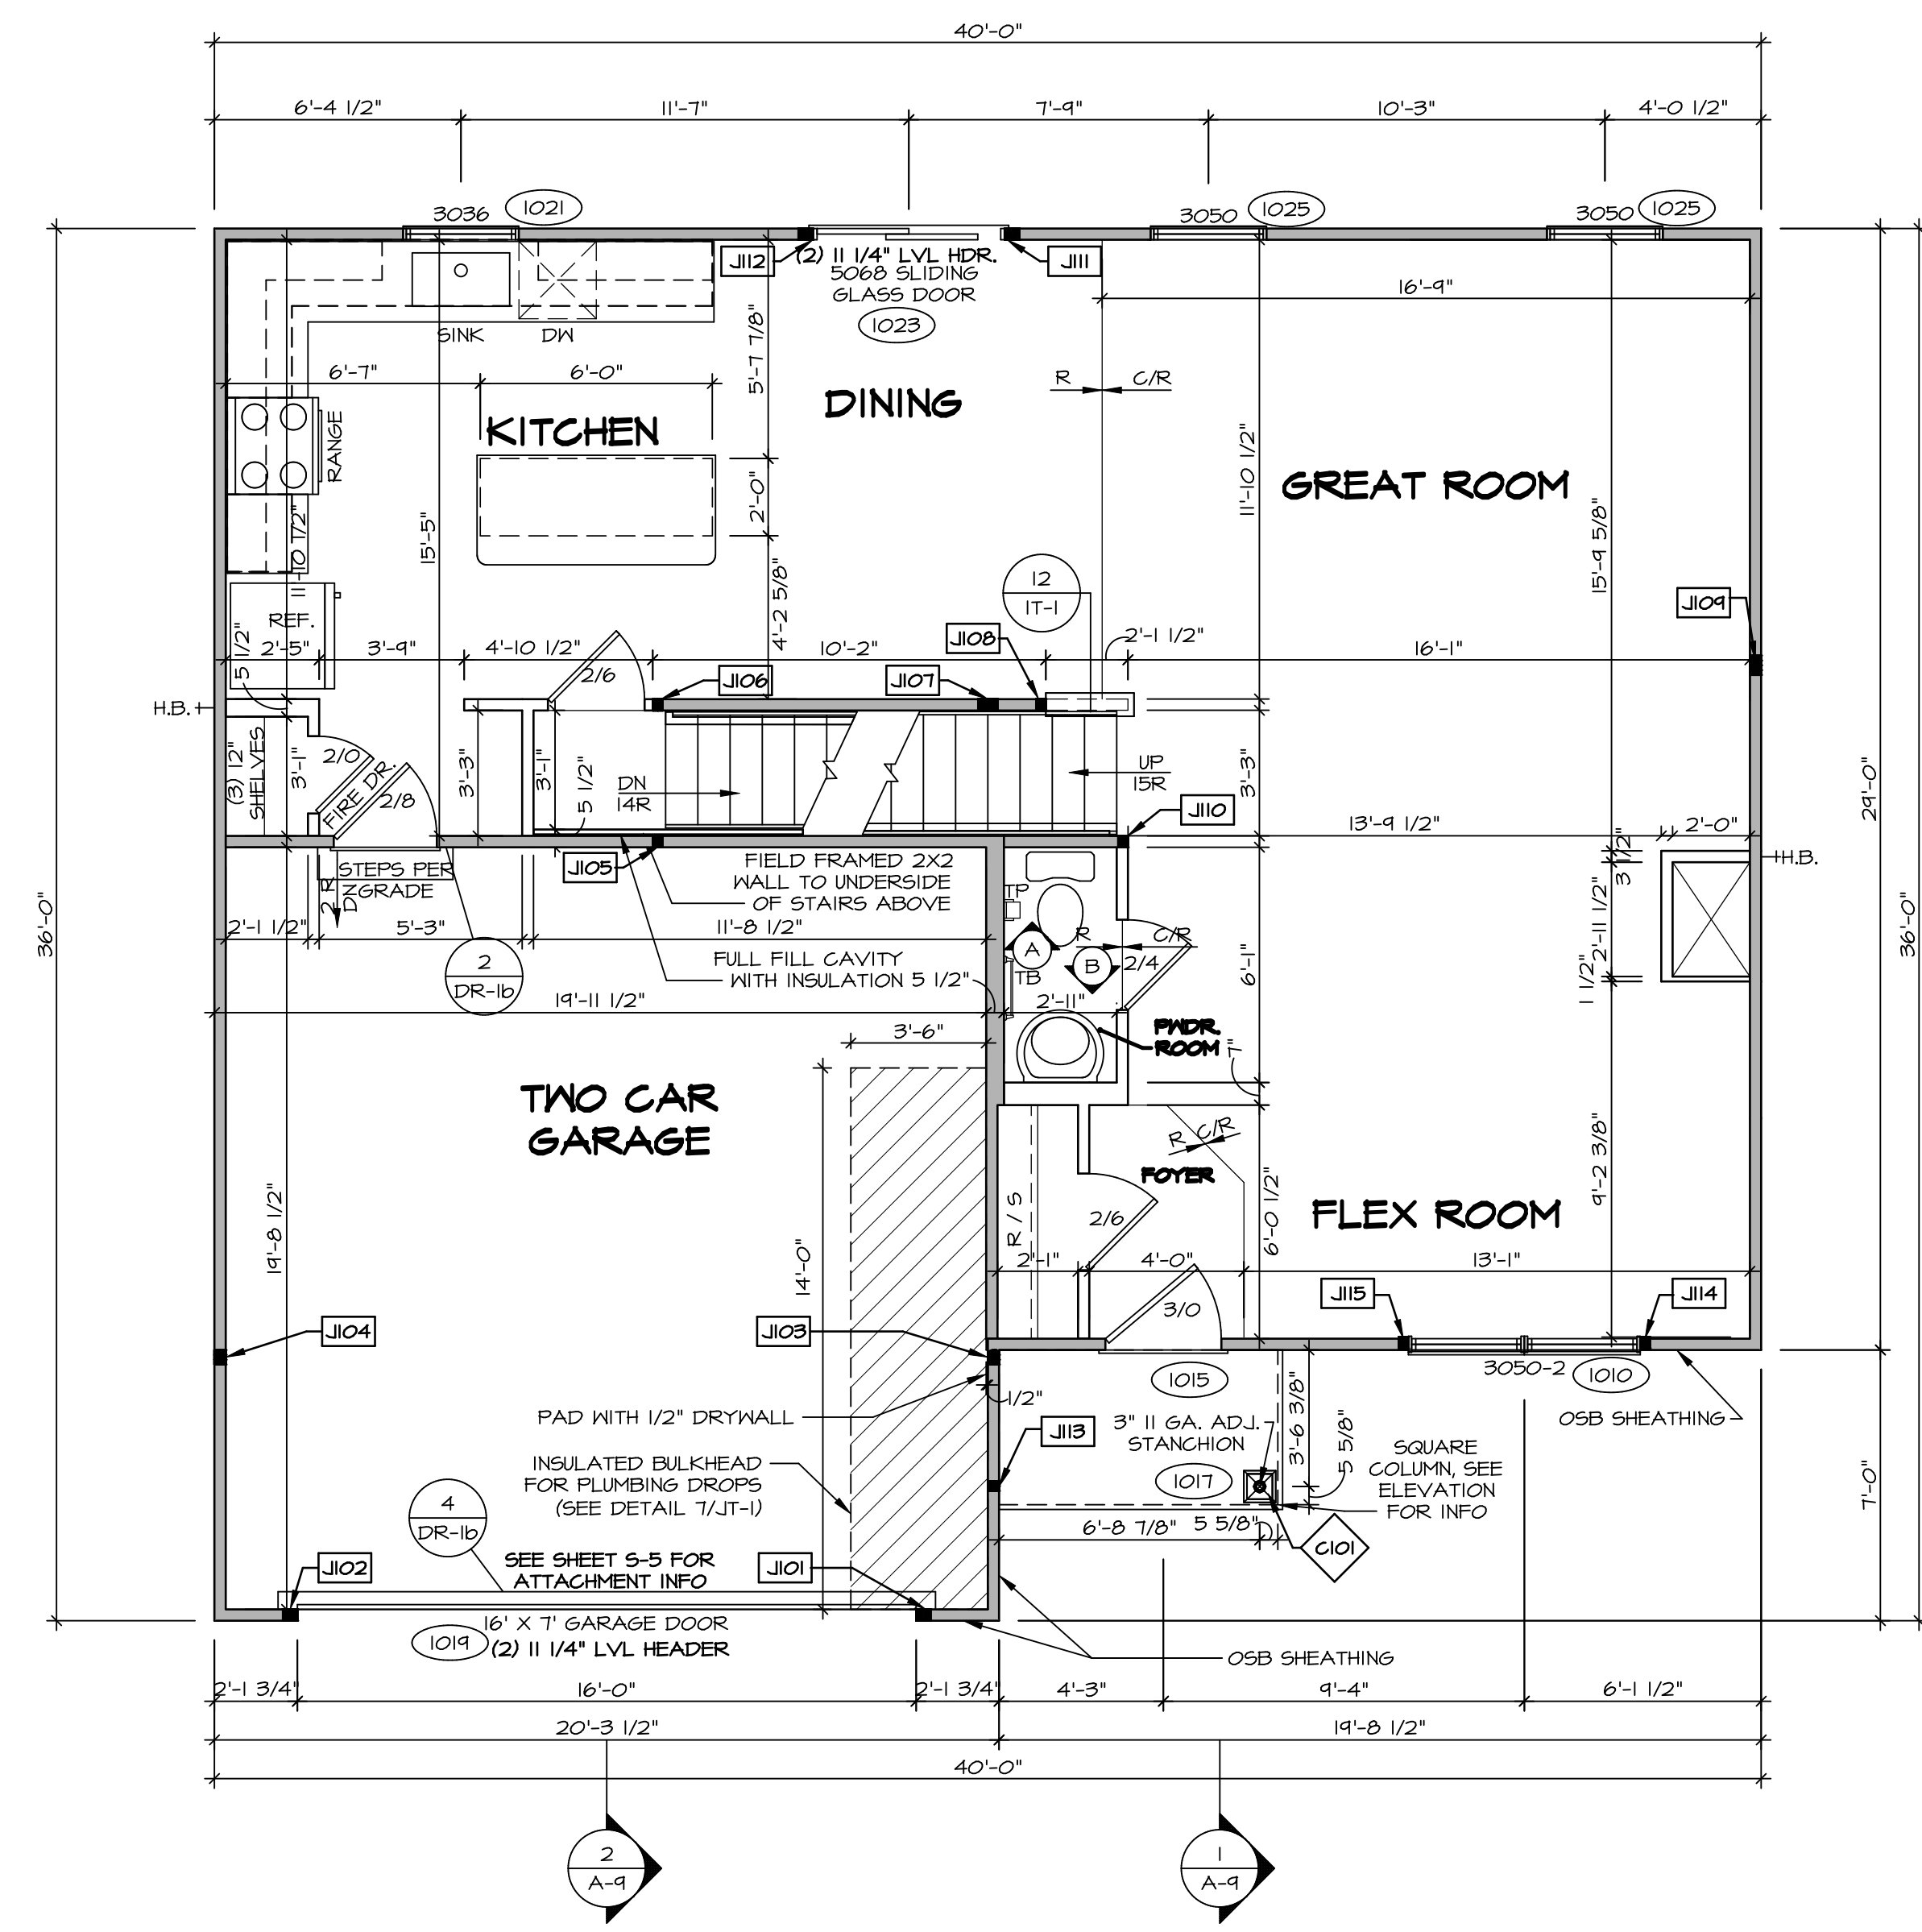 40'-0"
6'-4 1/2"
11'-7"
7'-9"
10'-3"
4'-0 1/2"
3036
1021
3050
1025
3050
1025
J112
(2) 11 1/4" LVL HDR.
5068 SLIDING
GLASS DOOR
1023
J111
16'-9"
SINK
DW
5'-7 7/8"
6'-7"
6'-0"
R
C/R
DINING
KITCHEN
RANGE
GREAT ROOM
11'-10 1/2"
15'-5"
2'-0"
11'-10 1/2"
15'-9 5/8"
12
1T-1
4'-2 5/8"
J109
REF.
5 1/2"
2'-5"
3'-9"
4'-10 1/2"
10'-2"
J108
2'-1 1/2"
16'-1"
2/6
J106
J107
H.B.
(3) 12"
SHELVES
3'-1"
2/0
FIRE DR.
2/8
3'-3"
3'-1"
5 1/2"
DN
14R
UP
15R
3'-3"
29'-0"
J110
13'-9 1/2"
2'-0"
3 1/2"
H.B.
J105
FIELD FRAMED 2X2
WALL TO UNDERSIDE
OF STAIRS ABOVE
STEPS PER
GRADE
2 R
DN
TP
36'-0"
36'-0"
2'-1 1/2"
5'-3"
11'-8 1/2"
A
R
C/R
2'-11 1/2"
2
DR-1b
FULL FILL CAVITY
WITH INSULATION 5 1/2"
TB
B
2/4
6'-1"
1 1/2"
19'-11 1/2"
2'-11"
3'-6"
PWDR.
ROOM
7"
TWO CAR
GARAGE
R
C/R
FOYER
9'-2 3/8"
19'-8 1/2"
14'-0"
R / S
2/6
6'-0 1/2"
FLEX ROOM
2'-1"
4'-0"
13'-1"
J104
J103
3/0
J115
J114
1015
3050-2
1010
1/2"
PAD WITH 1/2" DRYWALL
J113
3" 11 GA. ADJ.
STANCHION
3'-6 3/8"
5 5/8"
OSB SHEATHING
INSULATED BULKHEAD
FOR PLUMBING DROPS
(SEE DETAIL 7/JT-1)
1017
SQUARE
COLUMN, SEE
ELEVATION
FOR INFO
7'-0"
4
DR-1b
6'-8 7/8"
5 5/8"
C101
J102
SEE SHEET S-5 FOR
ATTACHMENT INFO
J101
16' X 7' GARAGE DOOR
1019
(2) 11 1/4" LVL HEADER
OSB SHEATHING
2'-1 3/4"
16'-0"
2'-1 3/4"
4'-3"
9'-4"
6'-1 1/2"
20'-3 1/2"
19'-8 1/2"
40'-0"
2
A-9
1
A-9